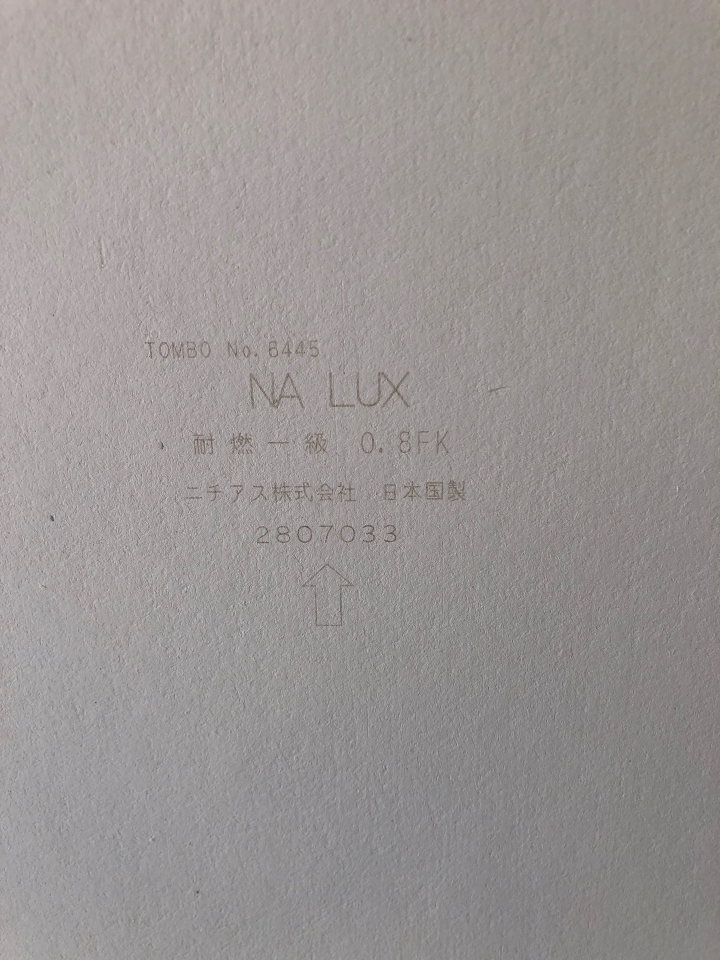 TOMBO No. 6445
NA LUX
耐燃一級 0.8FK
ニチアス株式会社 日本国製
2807033